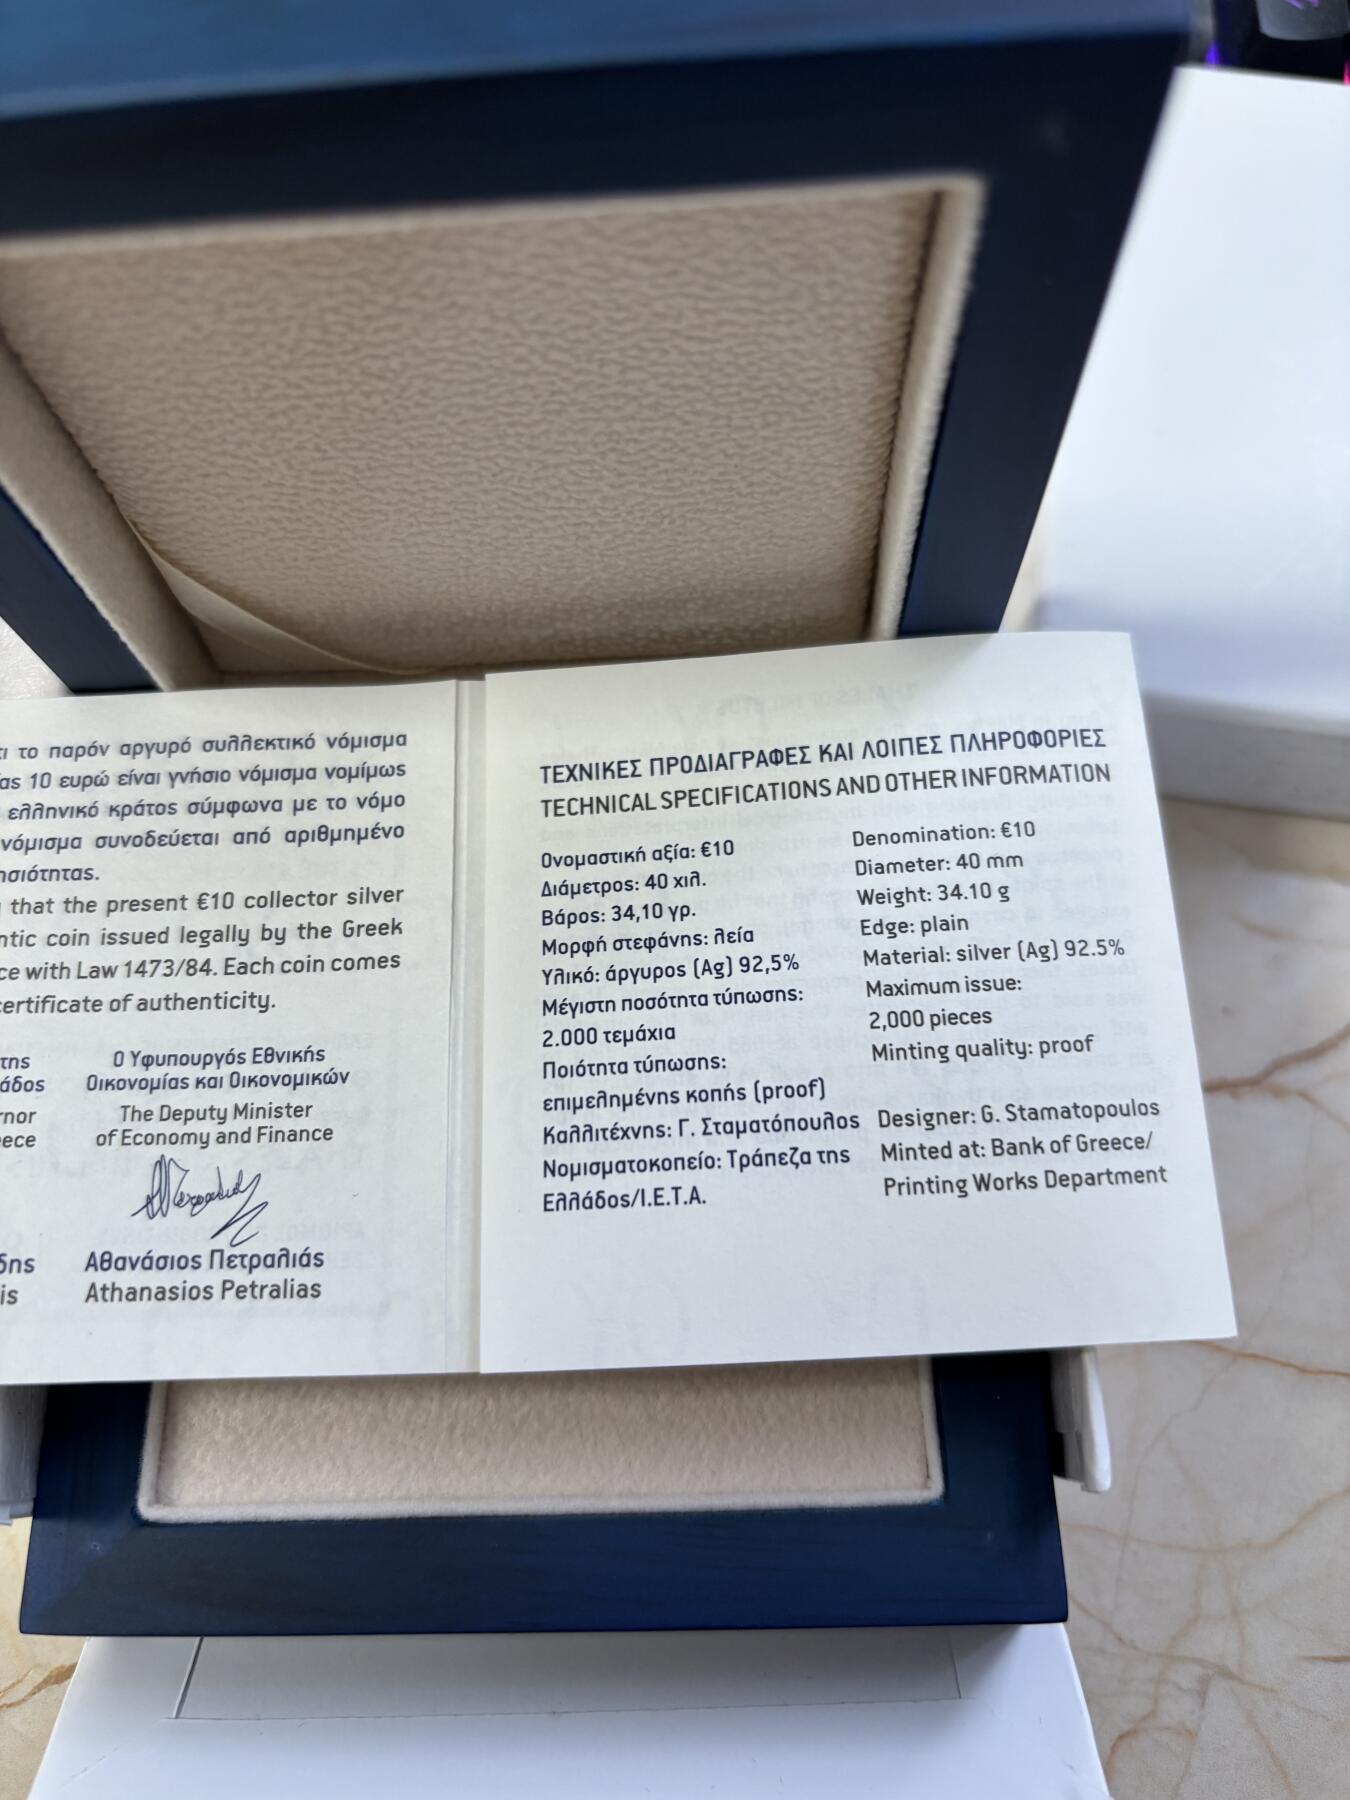 το παρόν αργυρό συλλεκτικό νόμισμα
10 ευρώ είναι γνήσιο νόμισμα νομίμως
ελληνικό κράτος σύμφωνα με το νόμο
νόμισμα συνοδεύεται από αριθμημένο
that the present €10 collector silver
coin issued legally by the Greek
with Law 1473/84. Each coin comes
certificate of authenticity.
της
Ο Υφυπουργός Εθνικής
Οικονομίας και Οικονομικών
The Deputy Minister
of Economy and Finance
Αθανάσιος Πετραλιάς
Athanasios Petralias
ΤΕΧΝΙΚΕΣ ΠΡΟΔΙΑΓΡΑΦΕΣ ΚΑΙ ΛΟΙΠΕΣ ΠΛΗΡΟΦΟΡΙΕΣ
TECHNICAL SPECIFICATIONS AND OTHER INFORMATION
Ονομαστική αξία: €10
Διάμετρος: 40 χιλ.
Βάρος: 34,10 γρ.
Μορφή στεφάνης: λεία
Υλικό: άργυρος (Ag) 92,5%
Μέγιστη ποσότητα τύπωσης:
2.000 τεμάχια
Ποιότητα τύπωσης:
επιμελημένης κοπής (proof)
Καλλιτέχνης: Γ. Σταματόπουλος
Νομισματοκοπείο: Τράπεζα της
Ελλάδος/Ι.Ε.Τ.Α.
Denomination: €10
Diameter: 40 mm
Weight: 34.10 g
Edge: plain
Material: silver (Ag) 92.5%
Maximum issue:
2,000 pieces
Minting quality: proof
Designer: G. Stamatopoulos
Minted at: Bank of Greece/
Printing Works Department